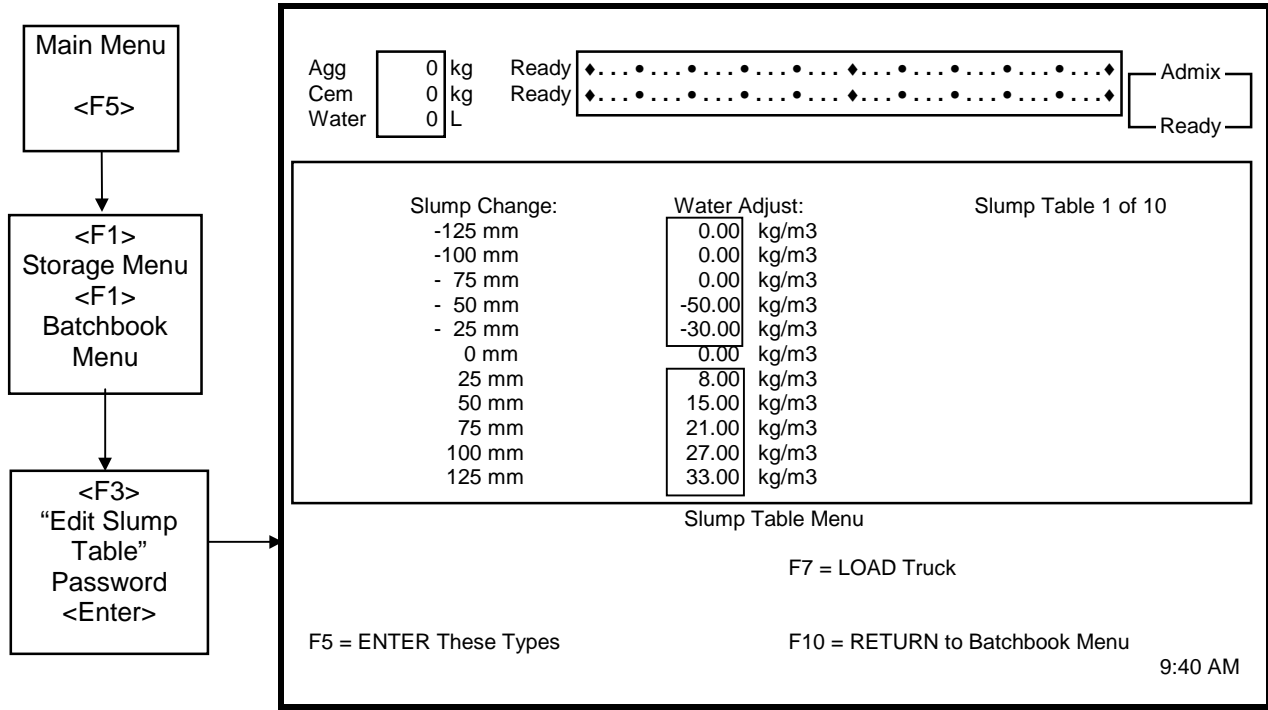 Main Menu
<F5>
<F1>
Storage Menu
<F1>
Batchbook
Menu
<F3>
“Edit Slump
Table”
Password
<Enter>
Agg 0 kg Ready ♦...•...•...•...•...♦...•...•...•...•...♦ Admix
Cem 0 kg Ready ♦...•...•...•...•...♦...•...•...•...•...♦
Water 0 L Ready
Slump Change: Water Adjust: Slump Table 1 of 10
-125 mm 0.00 kg/m3
-100 mm 0.00 kg/m3
- 75 mm 0.00 kg/m3
- 50 mm -50.00 kg/m3
- 25 mm -30.00 kg/m3
0 mm 0.00 kg/m3
25 mm 8.00 kg/m3
50 mm 15.00 kg/m3
75 mm 21.00 kg/m3
100 mm 27.00 kg/m3
125 mm 33.00 kg/m3
Slump Table Menu
F7 = LOAD Truck
F5 = ENTER These Types F10 = RETURN to Batchbook Menu
9:40 AM